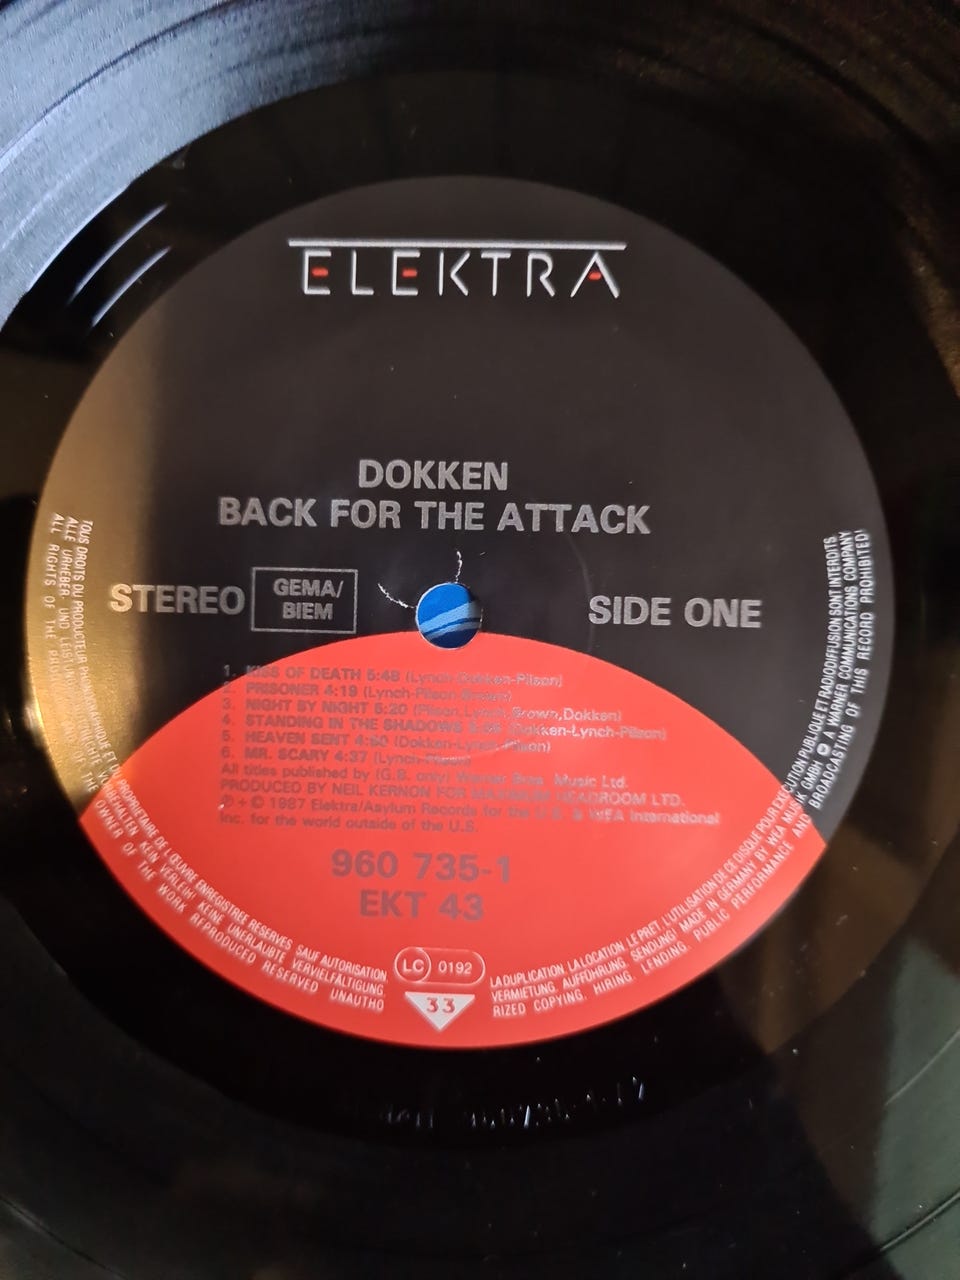 ELEKTRA
DOKKEN
BACK FOR THE ATTACK
STEREO
GEMA/
BIEM
SIDE ONE
1. KISS OF DEATH 5:48 (Lynch-Dokken-Pilson)
2. PRISONER 4:19 (Lynch-Pilson-Brown)
3. NIGHT BY NIGHT 5:20 (Pilson,Lynch,Brown,Dokken)
4. STANDING IN THE SHADOWS (Dokken-Lynch-Pilson)
5. HEAVEN SENT 4:50 (Dokken-Lynch-Pilson)
6. MR. SCARY 4:37 (Lynch-Pilson)
All titles published by (G.B. only) Warner Bros. Music Ltd.
PRODUCED BY NEIL KERNON FOR MAXIMUM HEADROOM LTD.
℗+© 1987 Elektra/Asylum Records for the U.S. & WEA International
Inc. for the world outside of the U.S.
960 735-1
EKT 43
LC 0192
33
TOUS DROITS DU PRODUCTEUR PHONOGRAPHIQUE ET DU PROPRIETAIRE DE L'ŒUVRE ENREGISTREE RESERVES SAUF AUTORISATION LA DUPLICATION, LA LOCATION, LE PRET, L'UTILISATION DE CE DISQUE POUR EXECUTION PUBLIQUE ET RADIODIFFUSION SONT INTERDITS
ALLE URHEBER- UND LEISTUNGSSCHUTZRECHTE VORBEHALTEN KEIN VERLEIH! KEINE UNERLAUBTE VERVIELFÄLTIGUNG, VERMIETUNG, AUFFÜHRUNG, SENDUNG! MADE IN GERMANY BY WEA MUSIK GMBH A WARNER COMMUNICATIONS COMPANY
ALL RIGHTS OF THE AND OF THE OWNER OF THE WORK REPRODUCED RESERVED UNAUTHORIZED COPYING, HIRING, LENDING, PUBLIC PERFORMANCE AND BROADCASTING OF THIS RECORD PROHIBITED!